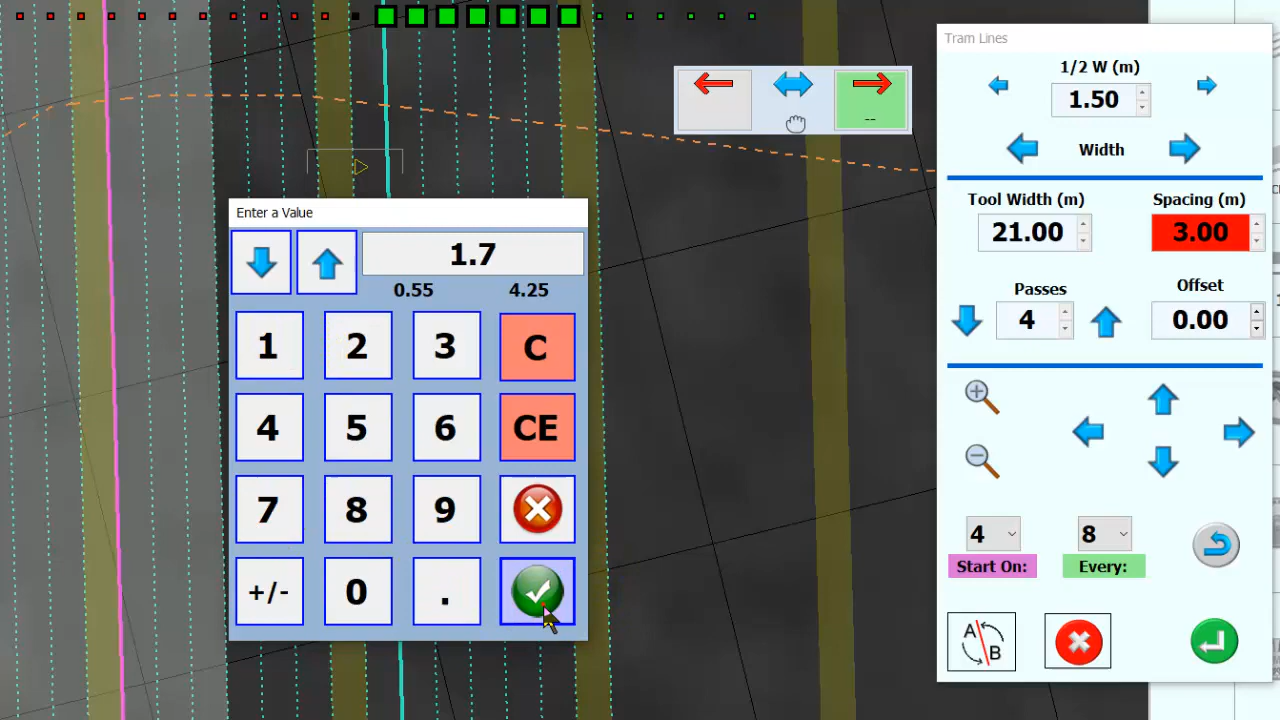 Tram Lines
1/2 W (m)
1.50
Width
Tool Width (m)
Spacing (m)
21.00
3.00
Passes
Offset
4
0.00
4
8
Start On:
Every:
A
B
--
Enter a Value
1.7
0.55
4.25
1
2
3
C
4
5
6
CE
7
8
9
+/-
0
.